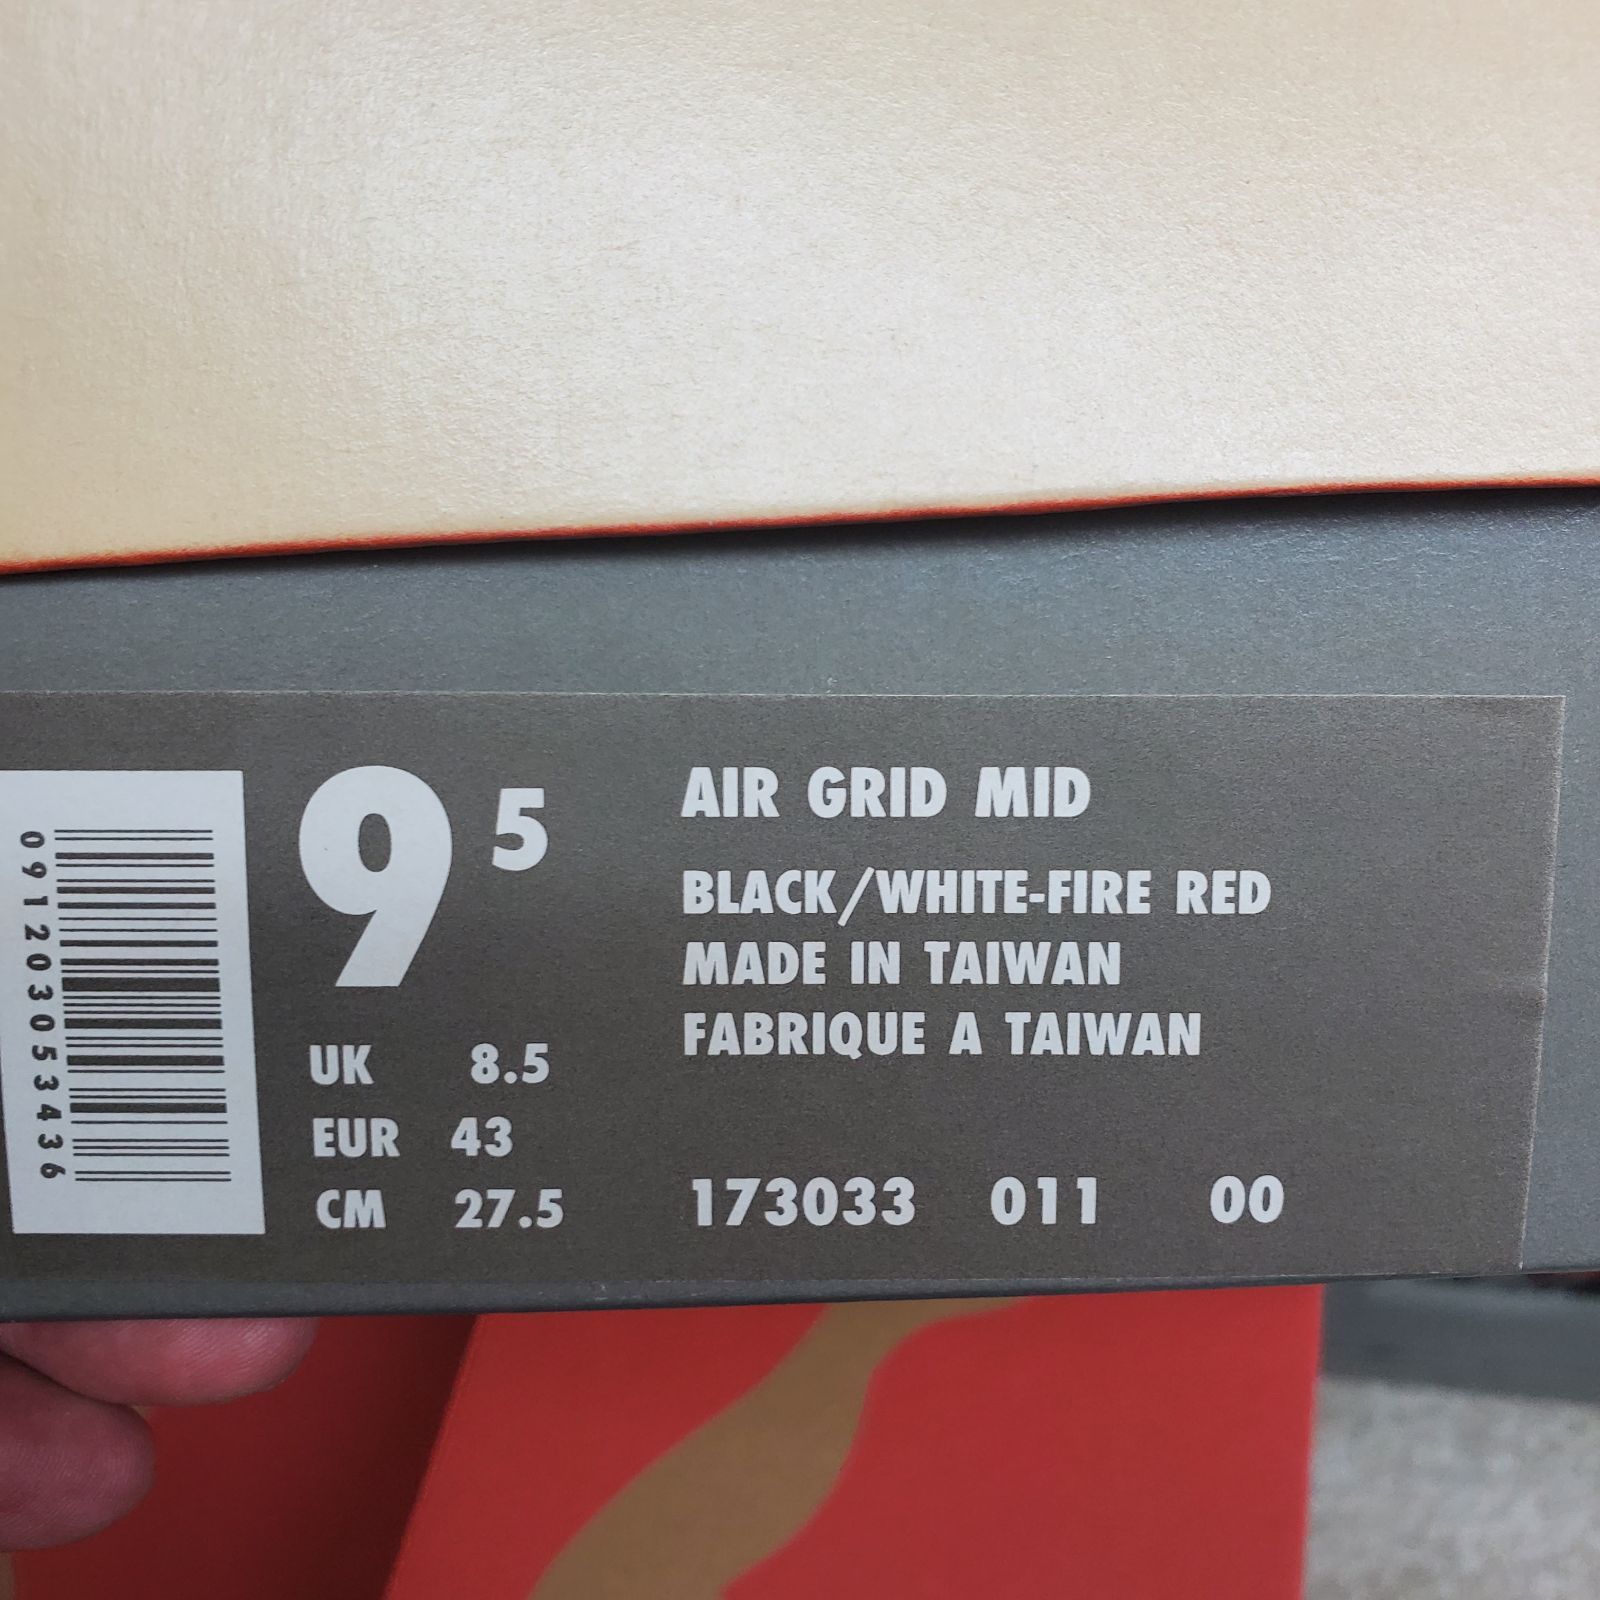 091203053436
9 5
UK 8.5
EUR 43
CM 27.5
AIR GRID MID
BLACK/WHITE-FIRE RED
MADE IN TAIWAN
FABRIQUE A TAIWAN
173033 011 00